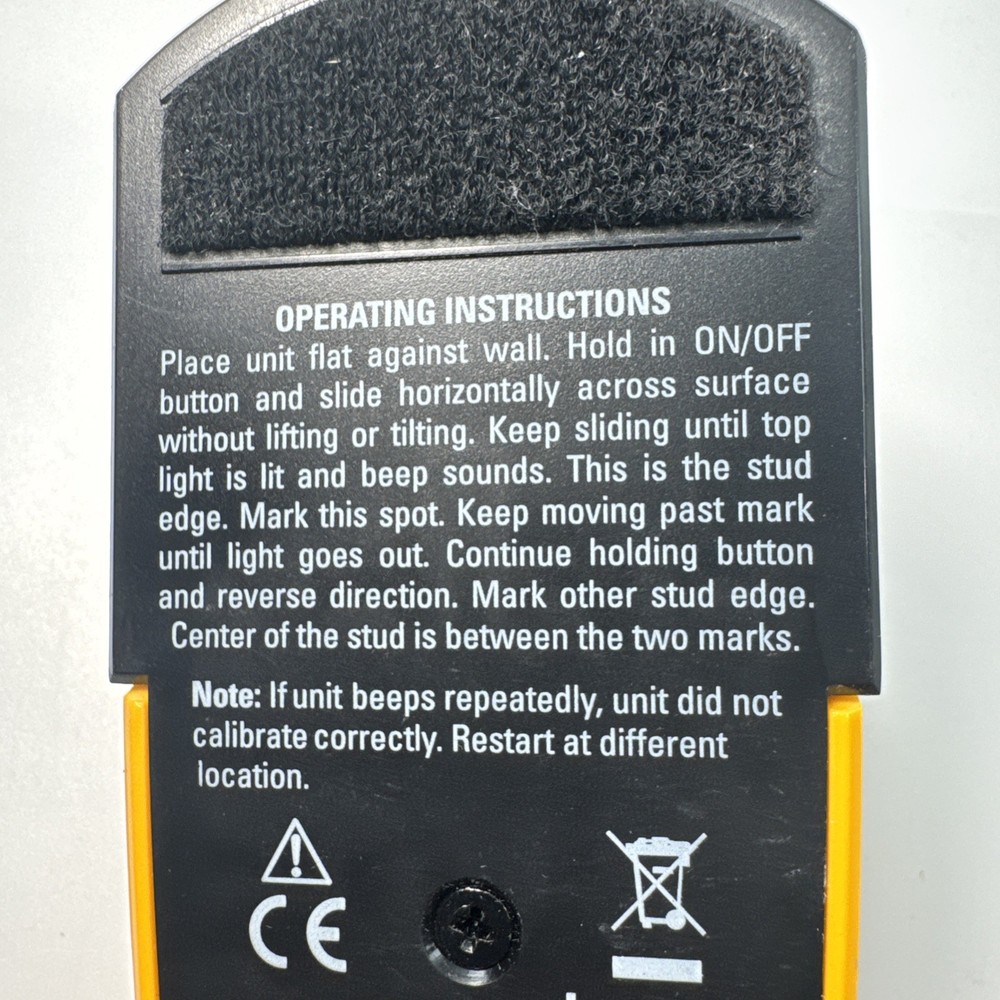 OPERATING INSTRUCTIONS
Place unit flat against wall. Hold in ON/OFF
button and slide horizontally across surface
without lifting or tilting. Keep sliding until top
light is lit and beep sounds. This is the stud
edge. Mark this spot. Keep moving past mark
until light goes out. Continue holding button
and reverse direction. Mark other stud edge.
Center of the stud is between the two marks.
Note: If unit beeps repeatedly, unit did not
calibrate correctly. Restart at different
location.
CE